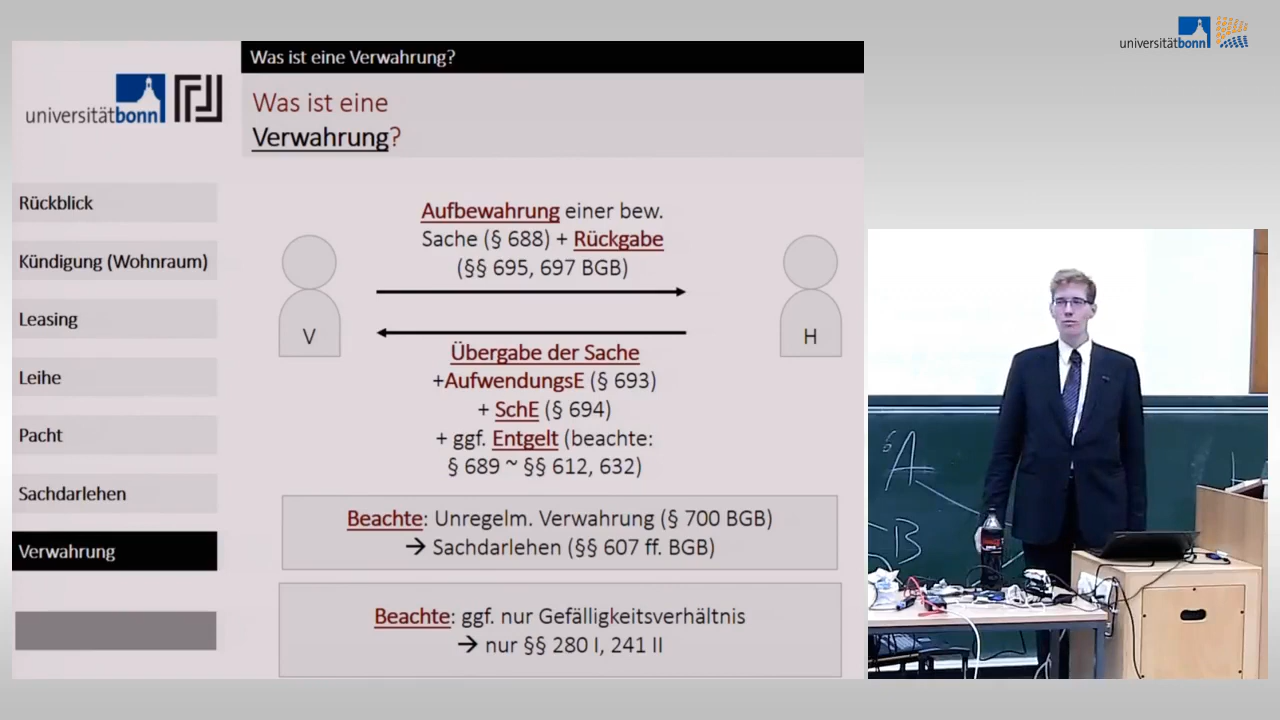 universitätbonn
Was ist eine Verwahrung?
universitätbonn
Was ist eine
Verwahrung?
Rückblick
Kündigung (Wohnraum)
Leasing
Leihe
Pacht
Sachdarlehen
Verwahrung
Aufbewahrung einer bew.
Sache (§ 688) + Rückgabe
(§§ 695, 697 BGB)
V
H
Übergabe der Sache
+AufwendungsE (§ 693)
+ SchE (§ 694)
+ ggf. Entgelt (beachte:
§ 689 ~ §§ 612, 632)
Beachte: Unregelm. Verwahrung (§ 700 BGB)
→ Sachdarlehen (§§ 607 ff. BGB)
Beachte: ggf. nur Gefälligkeitsverhältnis
→ nur §§ 280 I, 241 II
A
B